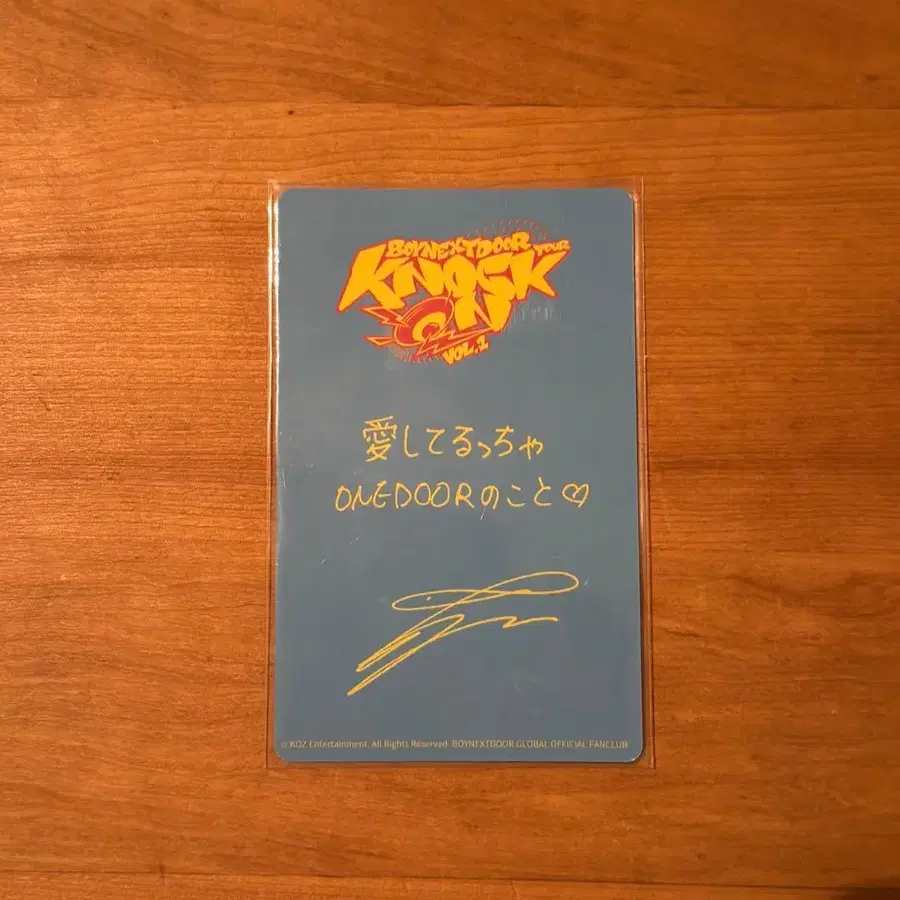 BOYNEXTDOOR TOUR
KNOCK
ON
VOL.1
愛してるっちゃ
ONEDOORのこと♡
© KOZ Entertainment. All Rights Reserved. BOYNEXTDOOR GLOBAL OFFICIAL FANCLUB